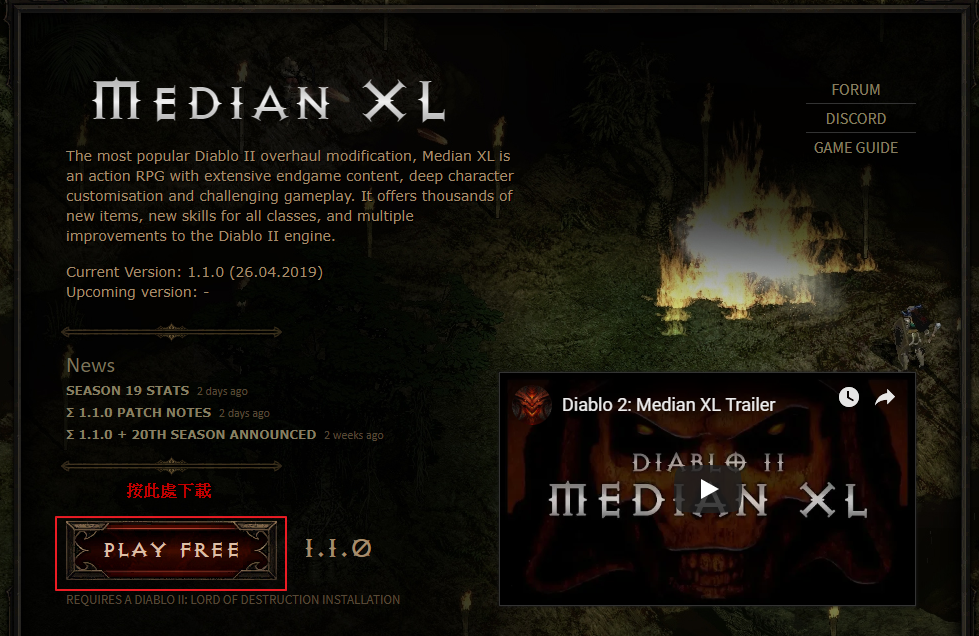 MEDIAN XL
FORUM
DISCORD
GAME GUIDE
The most popular Diablo II overhaul modification, Median XL is
an action RPG with extensive endgame content, deep character
customisation and challenging gameplay. It offers thousands of
new items, new skills for all classes, and multiple
improvements to the Diablo II engine.
Current Version: 1.1.0 (26.04.2019)
Upcoming version: -
News
SEASON 19 STATS 2 days ago
Σ 1.1.0 PATCH NOTES 2 days ago
Σ 1.1.0 + 20TH SEASON ANNOUNCED 2 weeks ago
按此處下載
PLAY FREE 1.1.0
REQUIRES A DIABLO II: LORD OF DESTRUCTION INSTALLATION
Diablo 2: Median XL Trailer
DIABLO II
MEDIAN XL